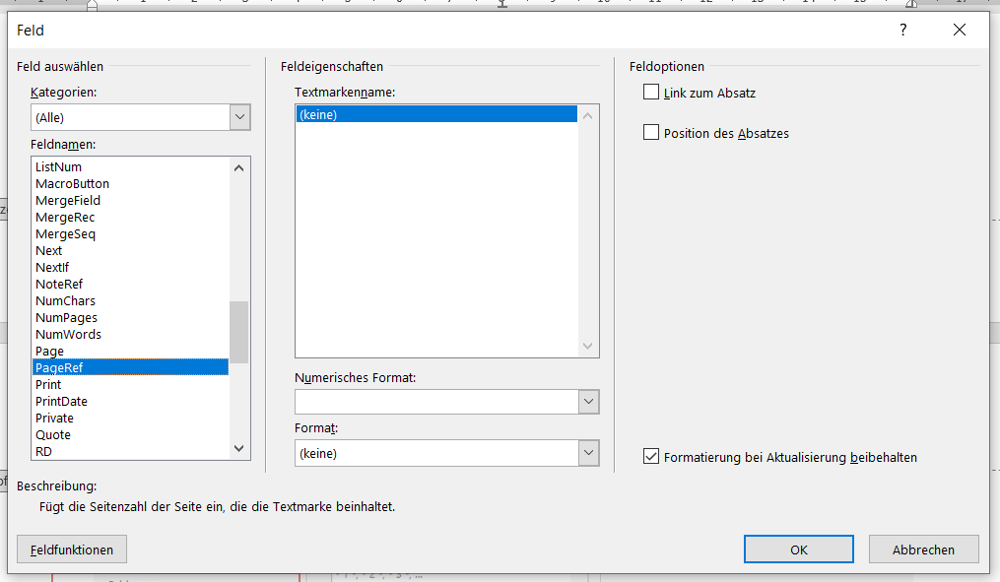 Feld
?
Feld auswählen
Kategorien:
(Alle)
Feldnamen:
ListNum
MacroButton
MergeField
MergeRec
MergeSeq
Next
NextIf
NoteRef
NumChars
NumPages
NumWords
Page
PageRef
Print
PrintDate
Private
Quote
RD
Feldeigenschaften
Textmarkenname:
(keine)
Numerisches Format:
Format:
(keine)
Feldoptionen
Link zum Absatz
Position des Absatzes
Formatierung bei Aktualisierung beibehalten
Beschreibung:
Fügt die Seitenzahl der Seite ein, die die Textmarke beinhaltet.
Feldfunktionen
OK
Abbrechen